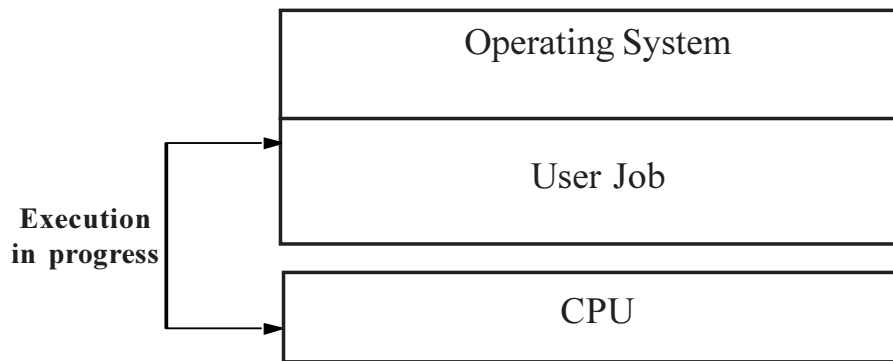 Operating System
User Job
Execution
in progress
CPU